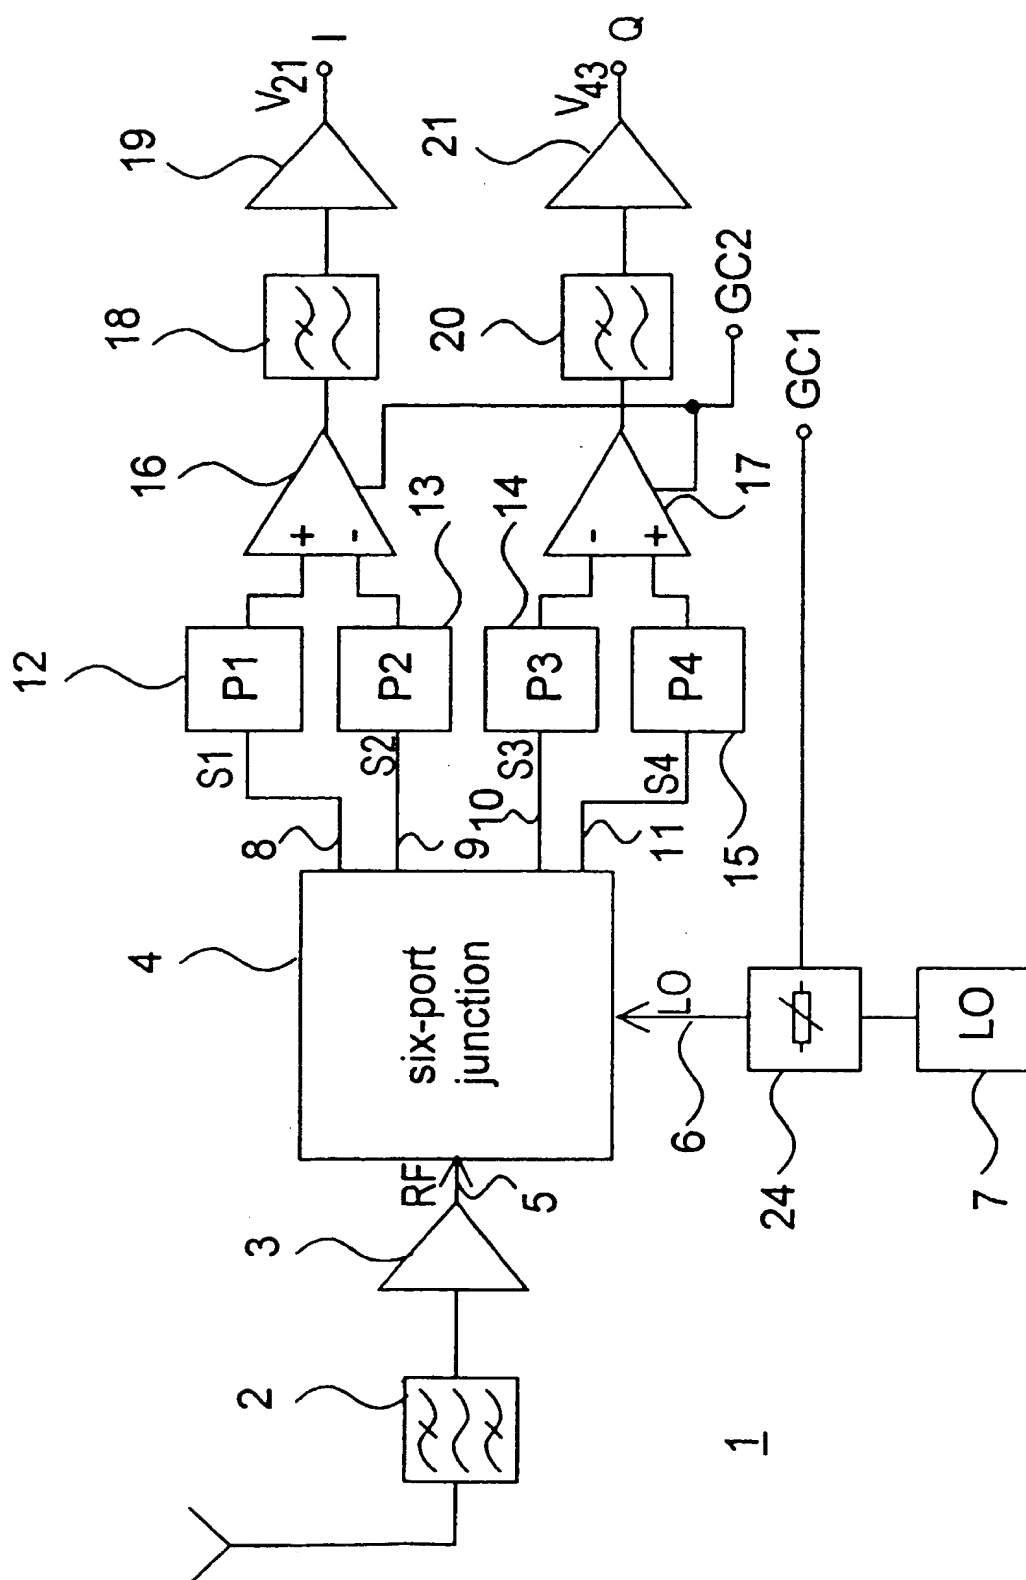 1
2
3
RF
5
4
six-port
junction
LO
6
24
LO
7
8
9
10
11
S1
S2
S3
S4
12
P1
P2
13
P3
14
P4
15
16
+
-
-
+
17
18
20
19
21
V21
I
V43
Q
GC2
GC1